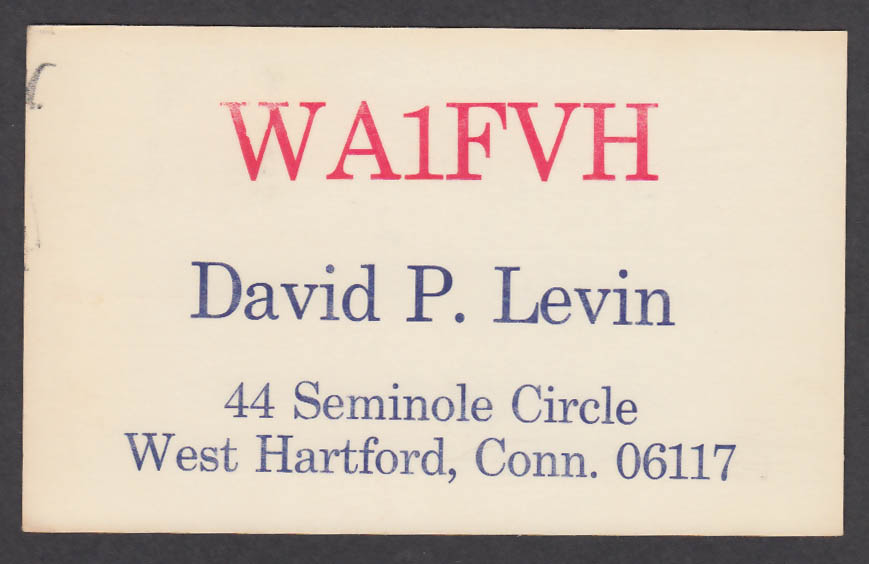 WA1FVH
David P. Levin
44 Seminole Circle
West Hartford, Conn. 06117